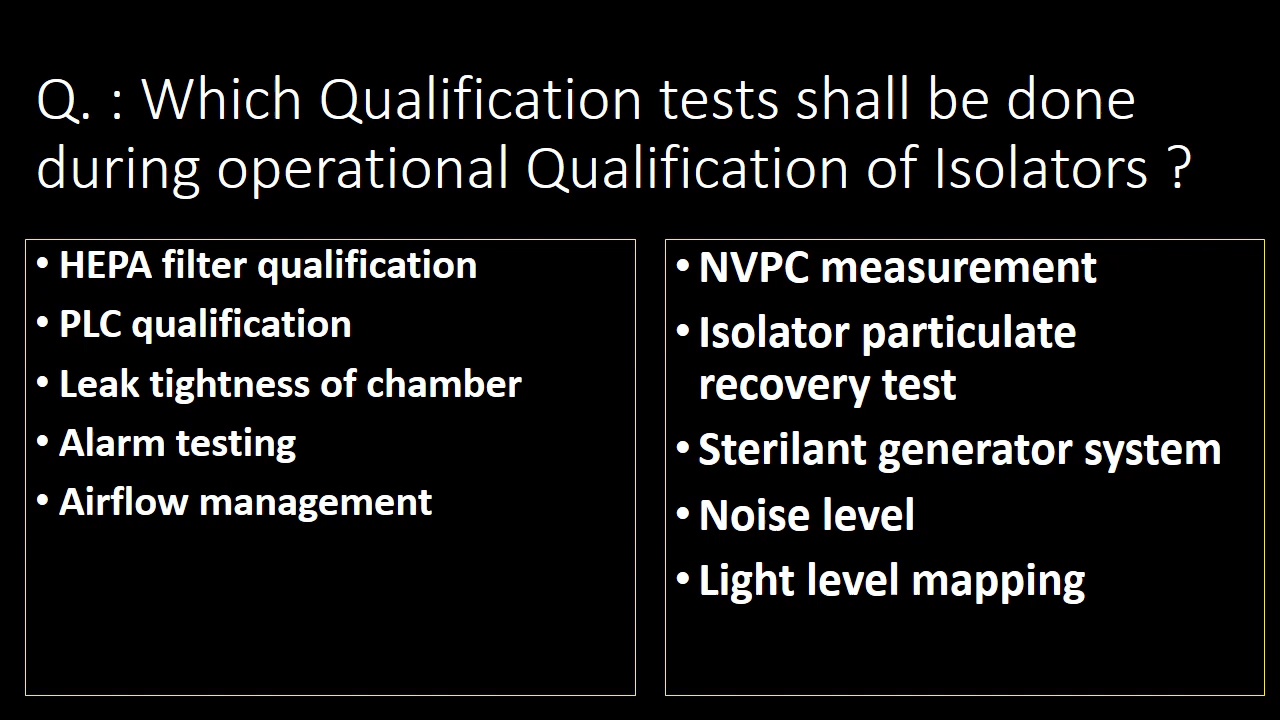 Q. : Which Qualification tests shall be done
during operational Qualification of Isolators ?
• HEPA filter qualification
• PLC qualification
• Leak tightness of chamber
• Alarm testing
• Airflow management
• NVPC measurement
• Isolator particulate
recovery test
• Sterilant generator system
• Noise level
• Light level mapping